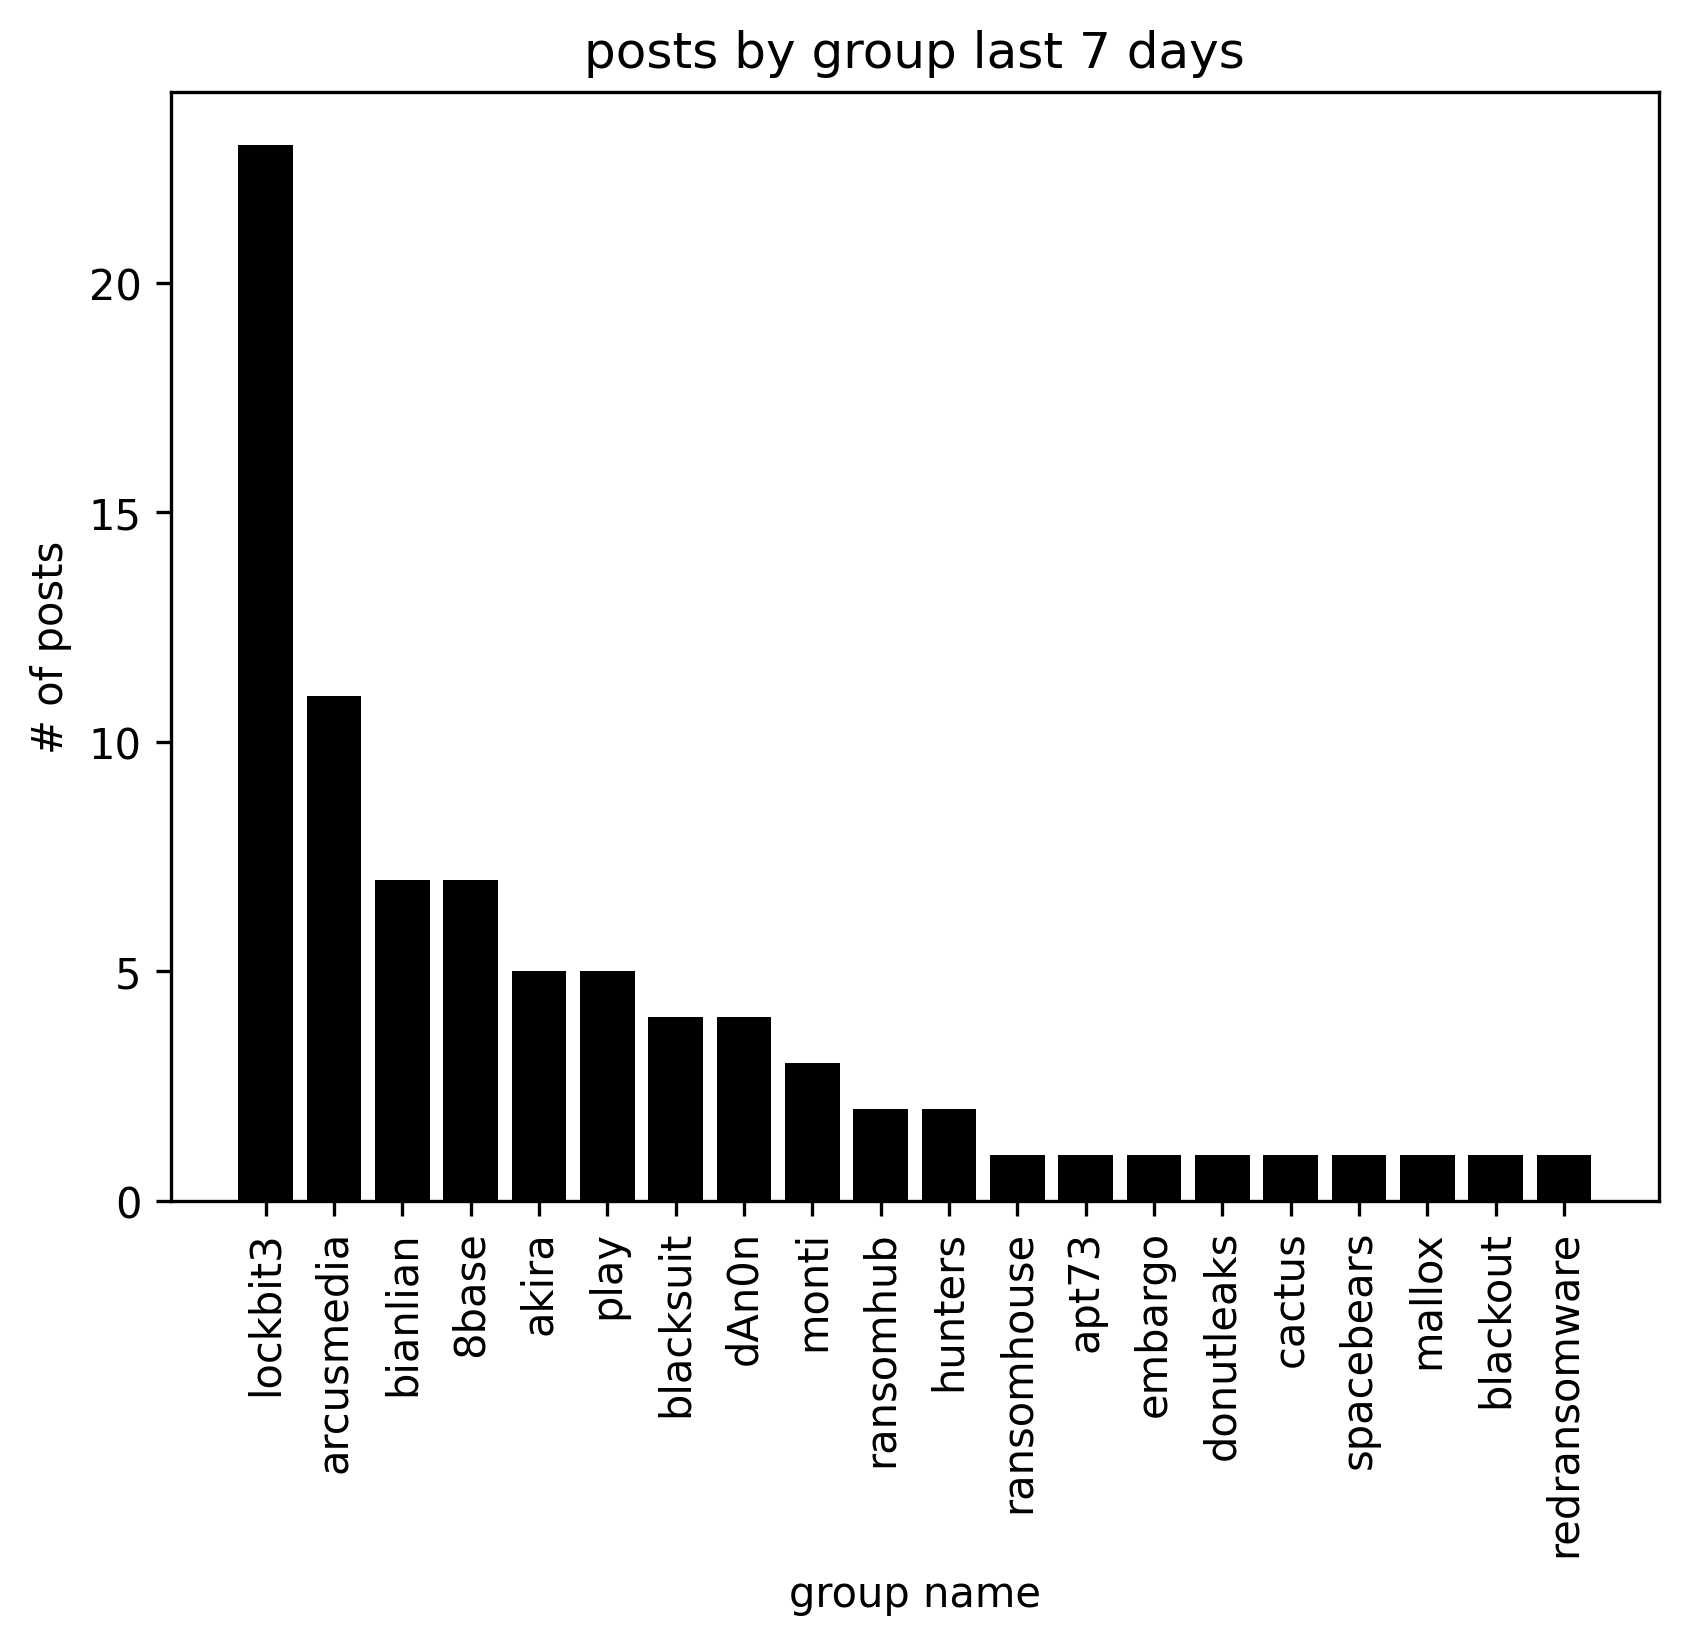 posts by group last 7 days
# of posts
20
15
10
5
0
lockbit3
arcusmedia
bianlian
8base
akira
play
blacksuit
dAn0n
monti
ransomhub
hunters
ransomhouse
apt73
embargo
donutleaks
cactus
spacebears
mallox
blackout
redransomware
group name